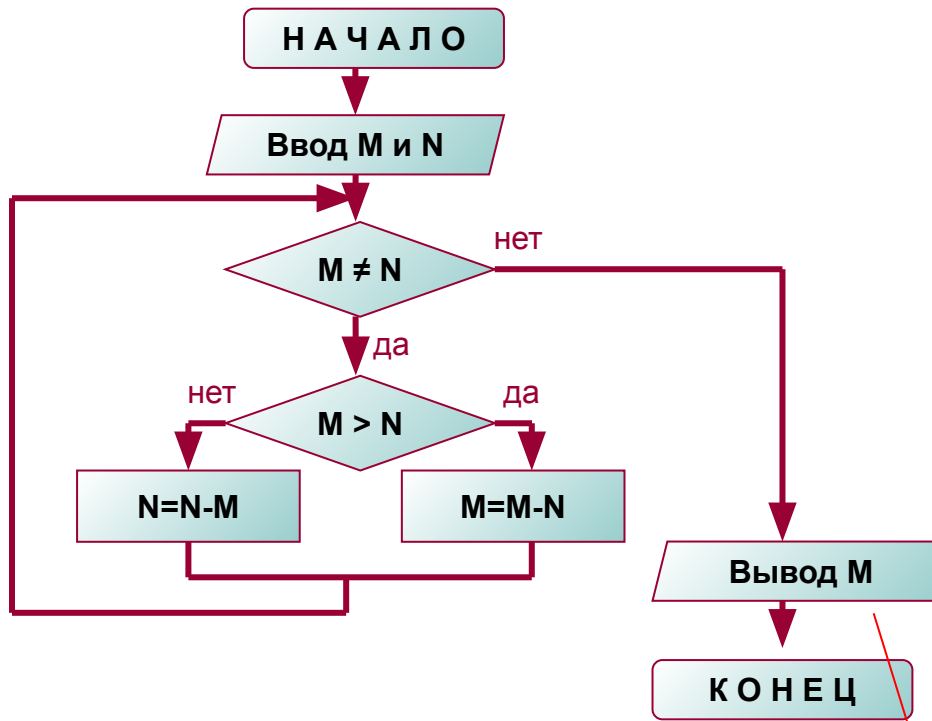 Н А Ч А Л О
Ввод M и N
M ≠ N
нет
да
M > N
нет
да
N=N-M
M=M-N
Вывод M
К О Н Е Ц